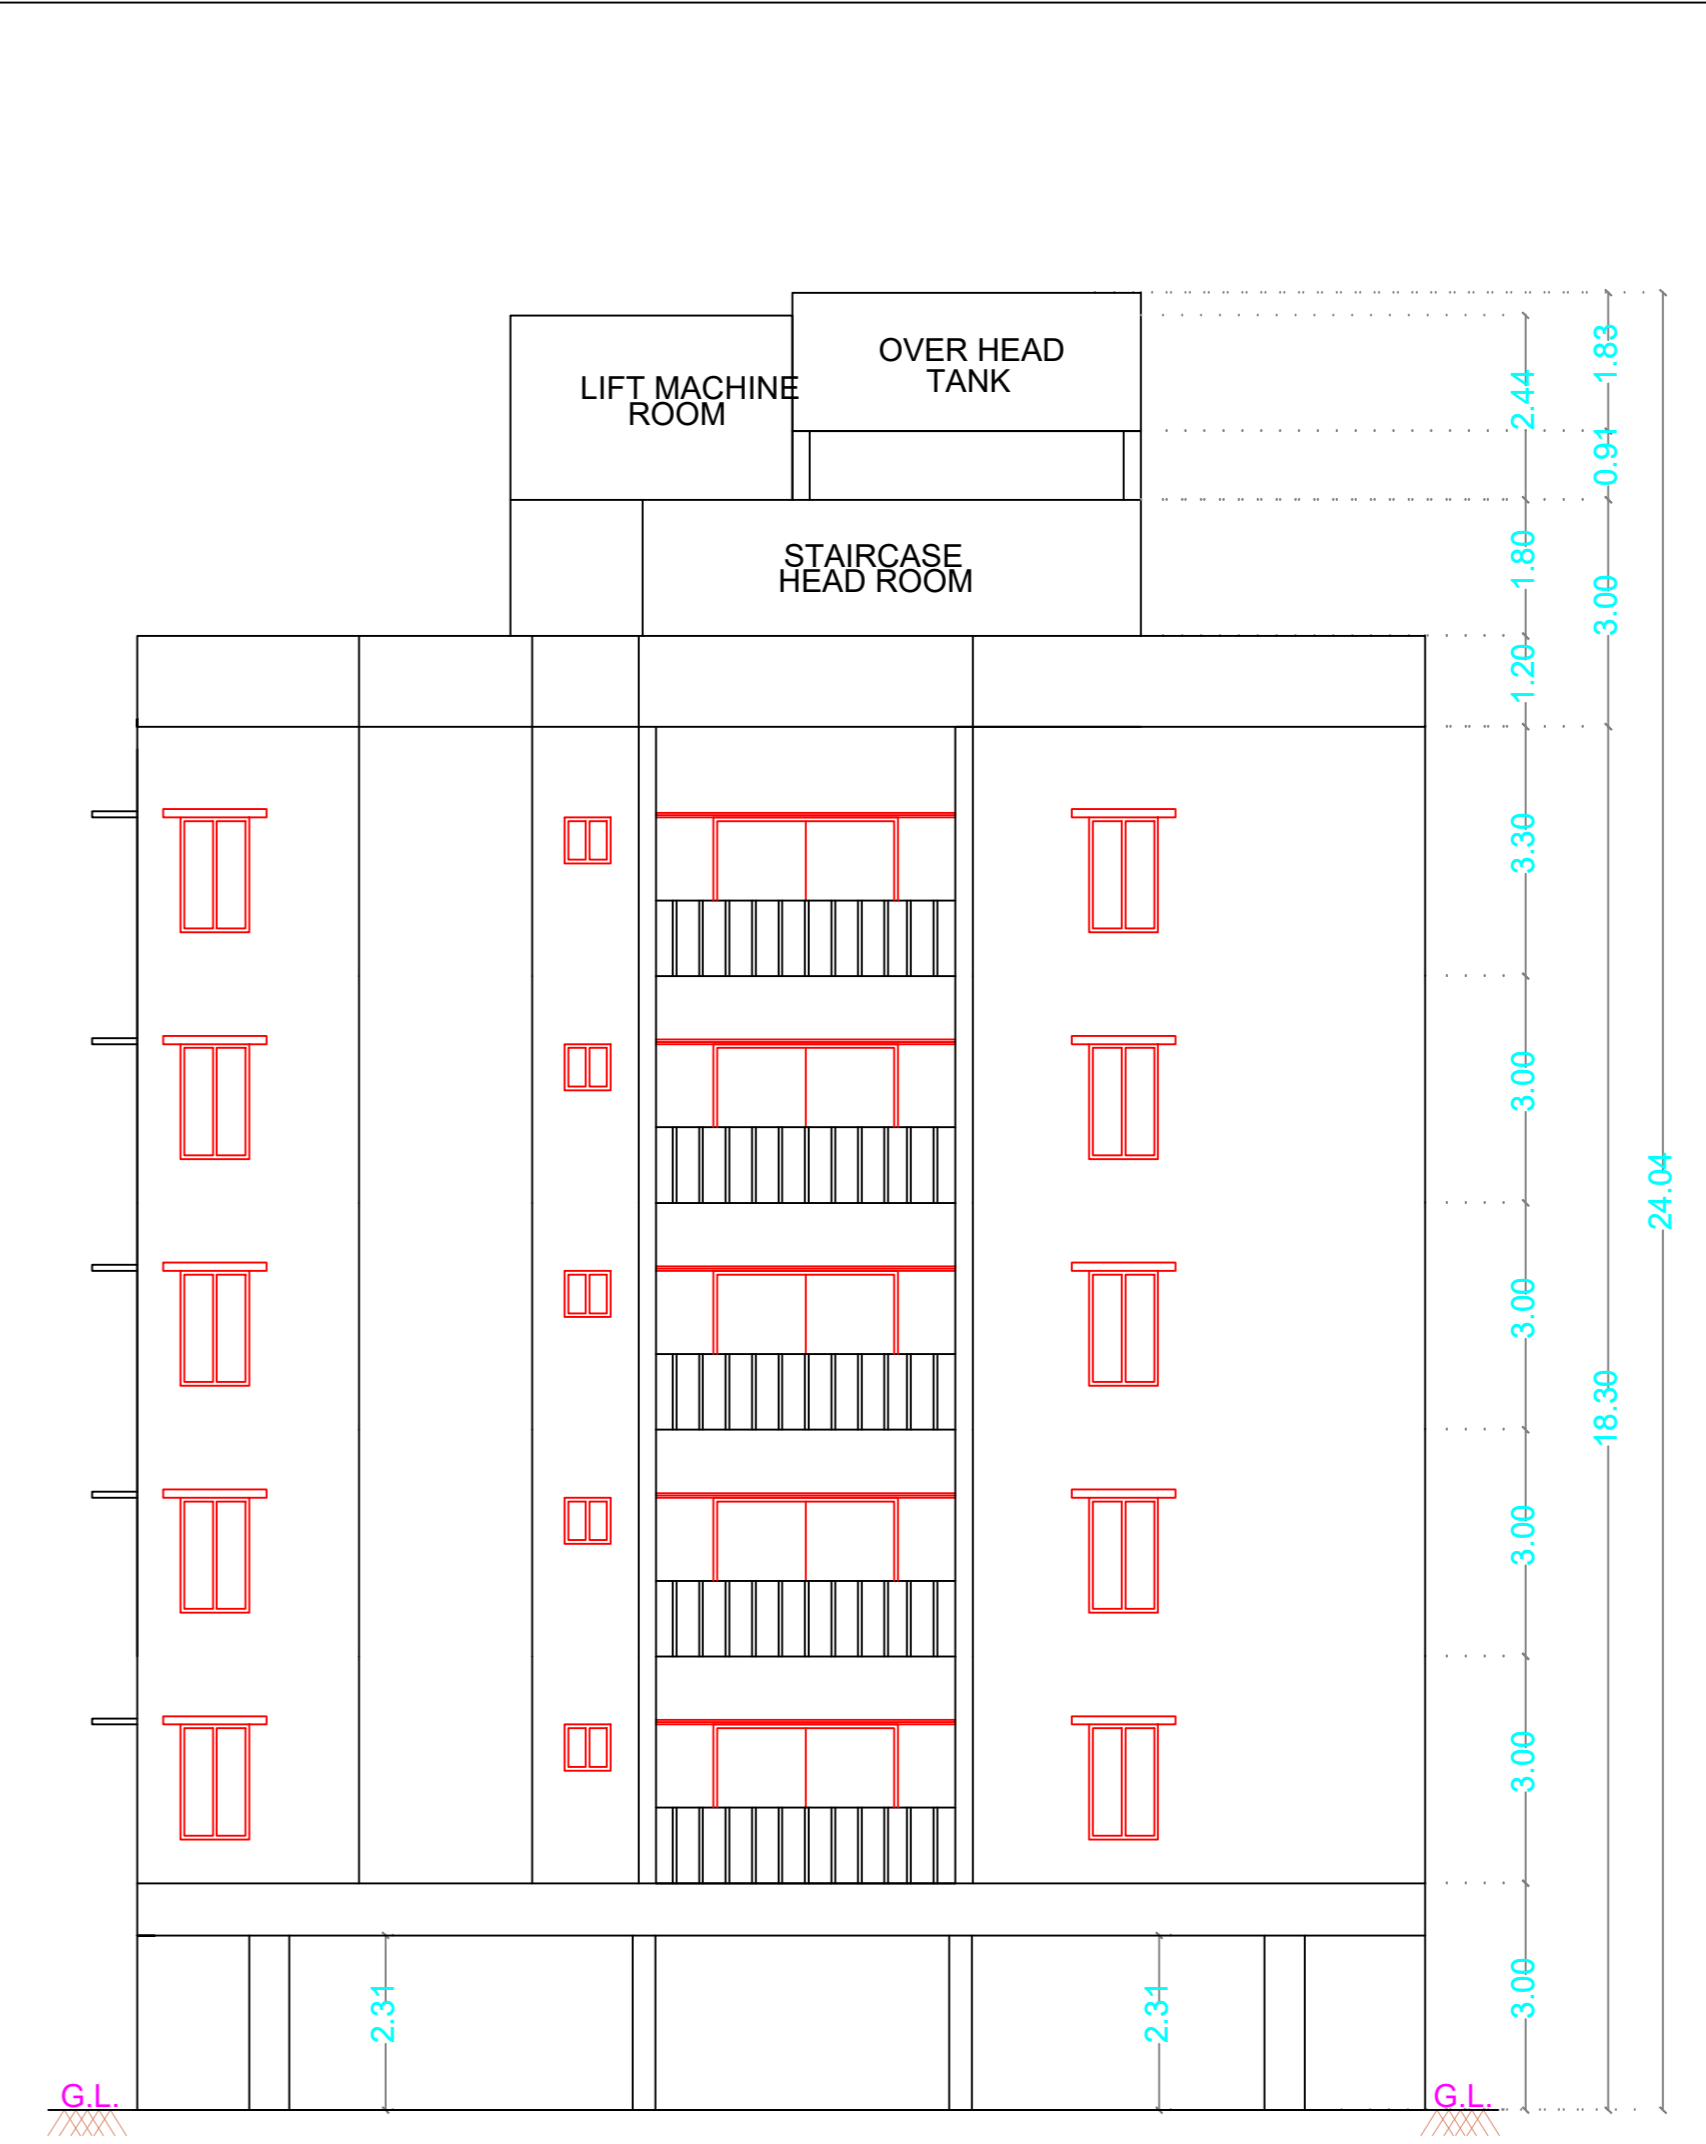 OVER HEAD
TANK
LIFT MACHINE
ROOM
STAIRCASE
HEAD ROOM
1.83
2.44
0.91
1.80
3.00
1.20
3.30
3.00
24.04
3.00
18.30
3.00
3.00
3.00
2.31
2.31
G.L.
G.L.